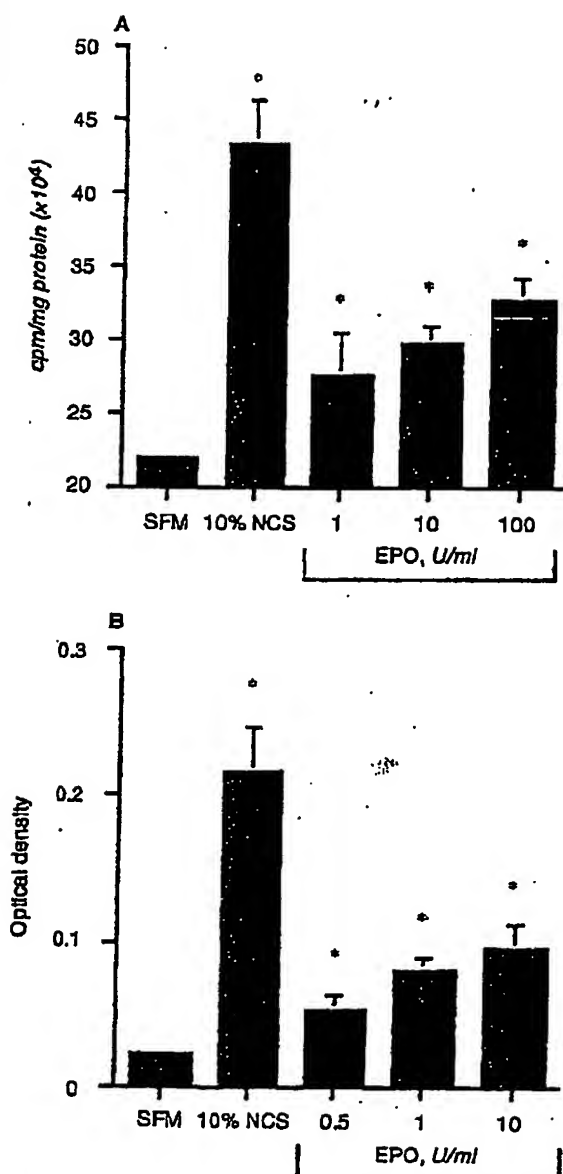 A
50
45
40
35
30
25
20
cpm/mg protein (x10⁴)
* * * *
SFM 10% NCS 1 10 100
EPO, U/ml
B
0.3
0.2
0.1
0
Optical density
* * * *
SFM 10% NCS 0.5 1 10
EPO, U/ml